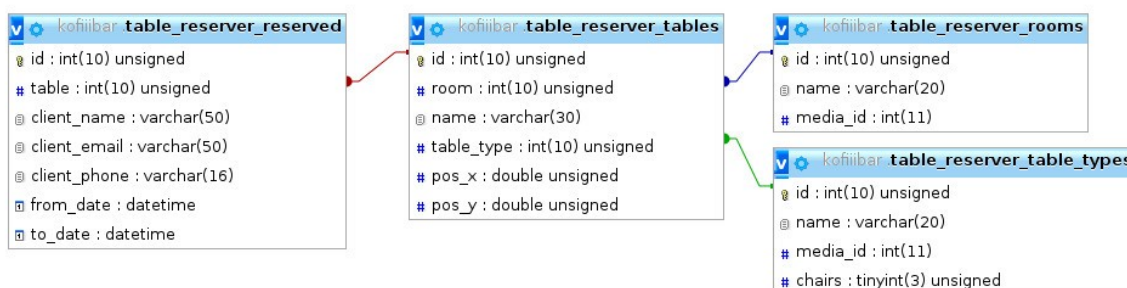 kofiiibar table_reserver_reserved
id : int(10) unsigned
# table : int(10) unsigned
client_name : varchar(50)
client_email : varchar(50)
client_phone : varchar(16)
from_date : datetime
to_date : datetime
kofiiibar table_reserver_tables
id : int(10) unsigned
# room : int(10) unsigned
name : varchar(30)
# table_type : int(10) unsigned
# pos_x : double unsigned
# pos_y : double unsigned
kofiiibar table_reserver_rooms
id : int(10) unsigned
name : varchar(20)
# media_id : int(11)
kofiiibar table_reserver_table_types
id : int(10) unsigned
name : varchar(20)
# media_id : int(11)
# chairs : tinyint(3) unsigned